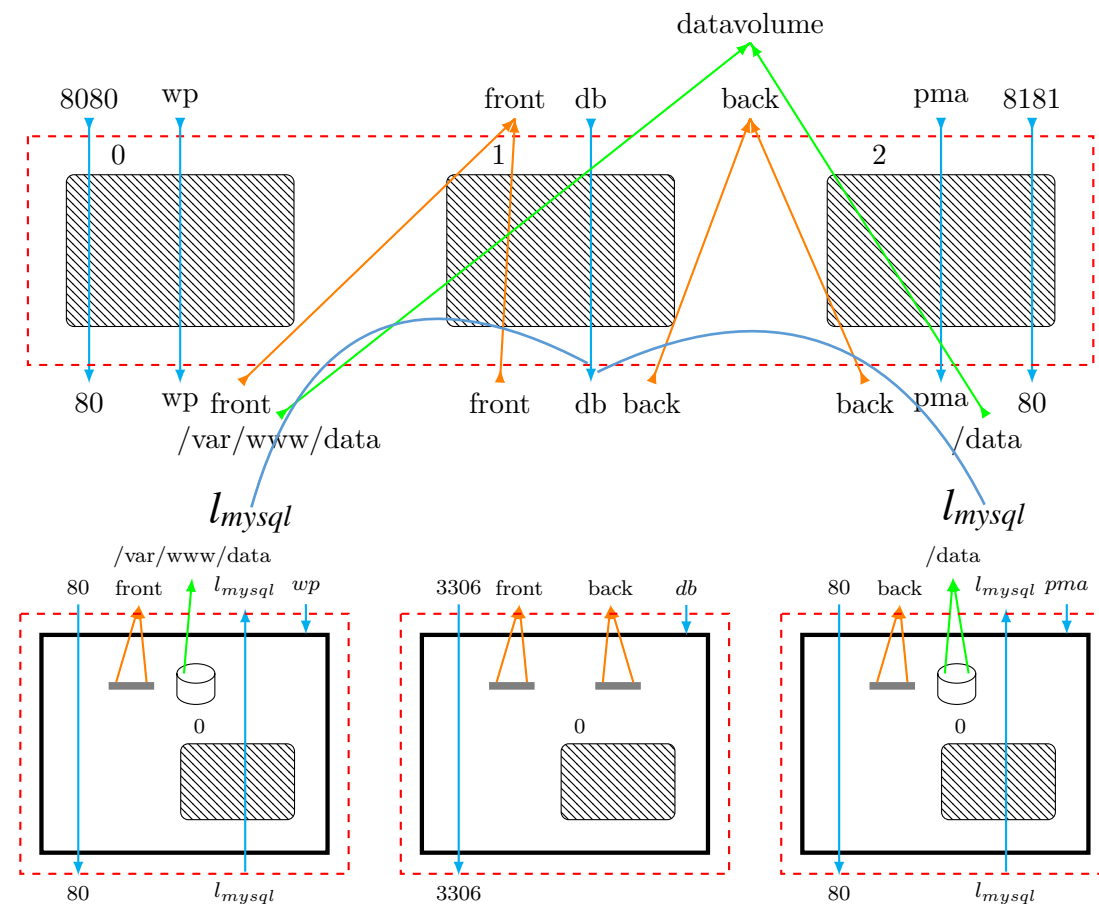 datavolume
8080 wp front db back pma 8181
0 1 2
80 wp front front db back back pma 80
/var/www/data /data
l_mysql l_mysql
/var/www/data /data
80 front l_mysql wp 3306 front back db 80 back l_mysql pma
0 0 0
80 l_mysql 3306 80 l_mysql